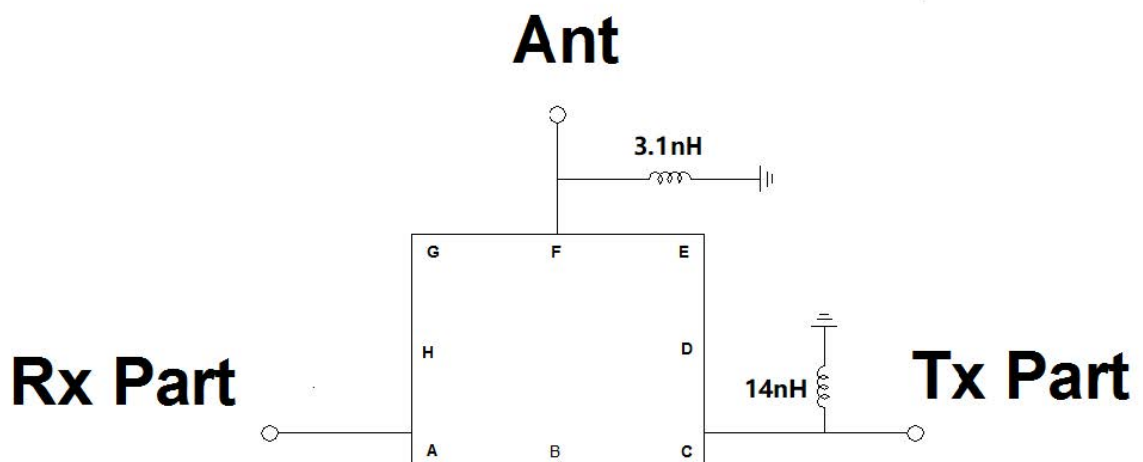 Ant
3.1nH
G F E
H D
Rx Part
14nH
Tx Part
A B C